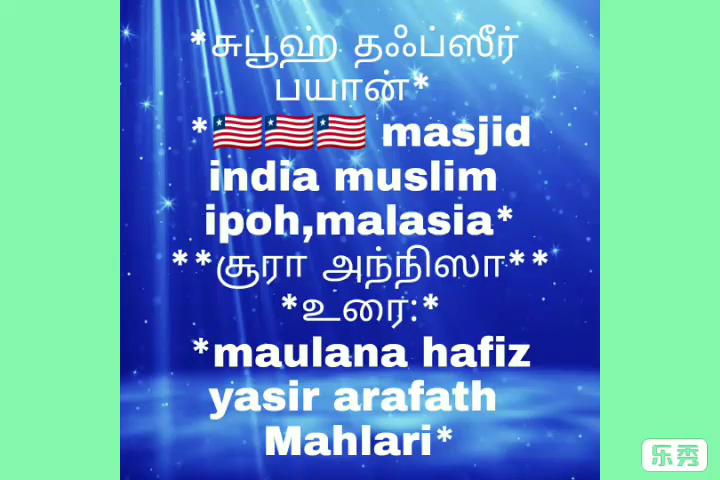 *சுபூஹ் தஃப்ஸீர்
பயான்*
*🇱🇷🇱🇷🇱🇷 masjid
india muslim
ipoh,malasia*
**சூரா அந்நிஸா**
*உரை:*
*maulana hafiz
yasir arafath
Mahlari*
乐秀